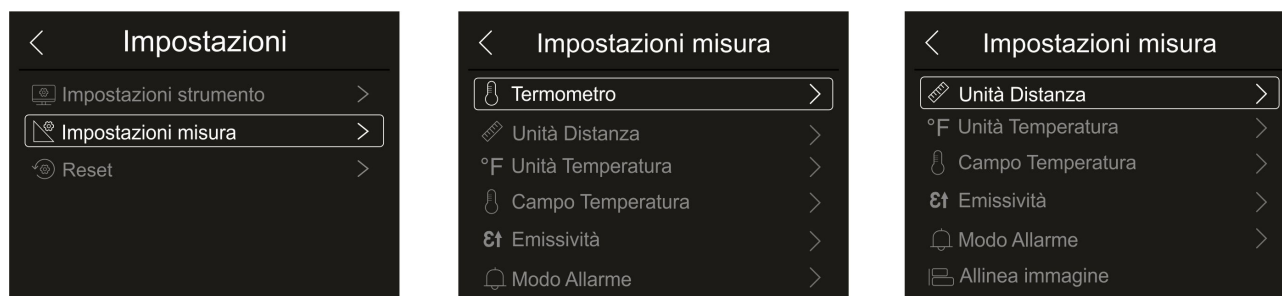 Impostazioni
Impostazioni strumento
Impostazioni misura
Reset
Impostazioni misura
Termometro
Unità Distanza
°F Unità Temperatura
Campo Temperatura
Ɛ↑ Emissività
Modo Allarme
Impostazioni misura
Unità Distanza
°F Unità Temperatura
Campo Temperatura
Ɛ↑ Emissività
Modo Allarme
Allinea immagine